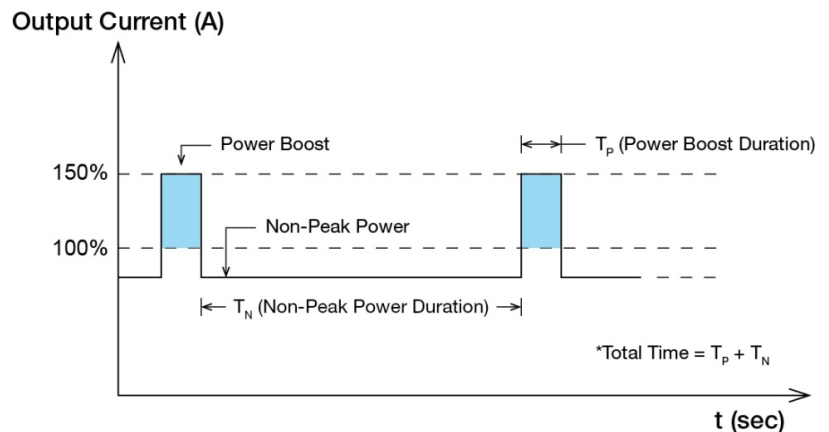 Output Current (A)
Power Boost
T_P (Power Boost Duration)
150%
Non-Peak Power
100%
T_N (Non-Peak Power Duration)
*Total Time = T_P + T_N
t (sec)